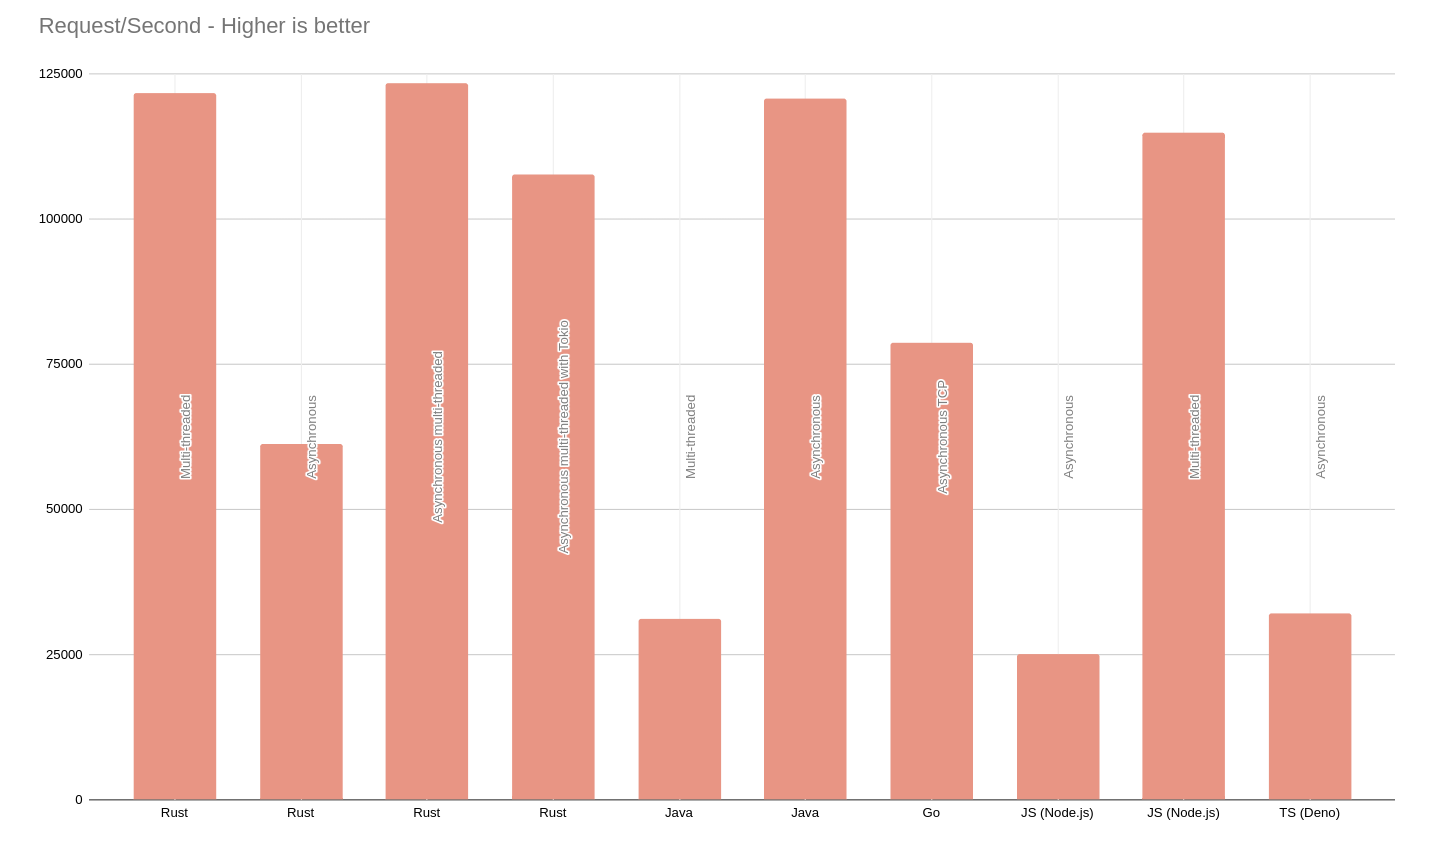 Request/Second - Higher is better
125000
100000
75000
50000
25000
0
Multi-threaded
Asynchronous
Asynchronous multi-threaded
Asynchronous multi-threaded with Tokio
Multi-threaded
Asynchronous
Asynchronous TCP
Asynchronous
Multi-threaded
Asynchronous
Rust
Rust
Rust
Rust
Java
Java
Go
JS (Node.js)
JS (Node.js)
TS (Deno)